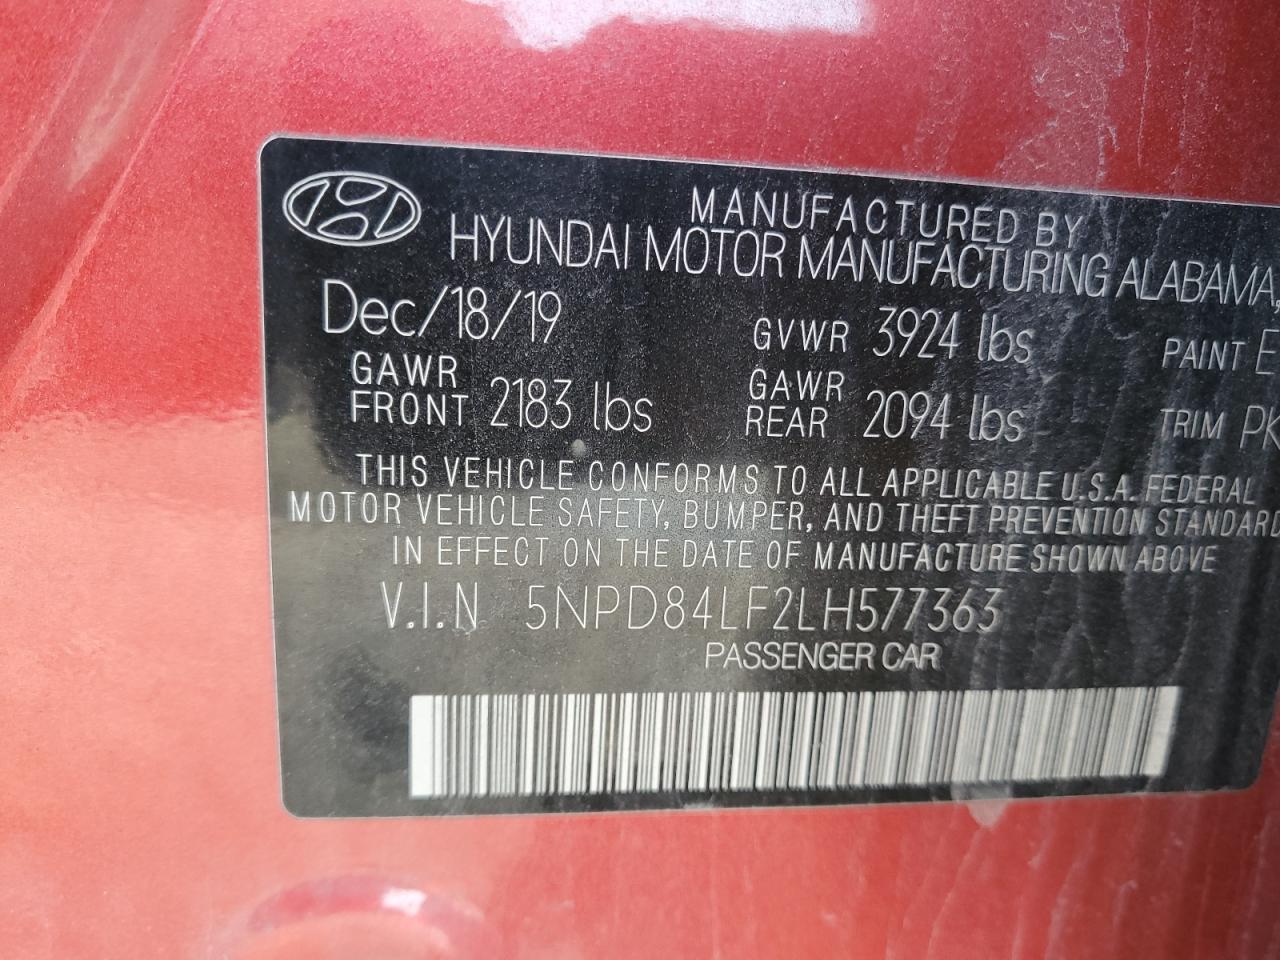 MANUFACTURED BY
HYUNDAI MOTOR MANUFACTURING ALABAMA,
Dec/18/19 GVWR 3924 lbs PAINT E
GAWR FRONT 2183 lbs GAWR REAR 2094 lbs TRIM PK
THIS VEHICLE CONFORMS TO ALL APPLICABLE U.S.A. FEDERAL
MOTOR VEHICLE SAFETY, BUMPER, AND THEFT PREVENTION STANDARD
IN EFFECT ON THE DATE OF MANUFACTURE SHOWN ABOVE
V.I.N 5NPD84LF2LH577363
PASSENGER CAR